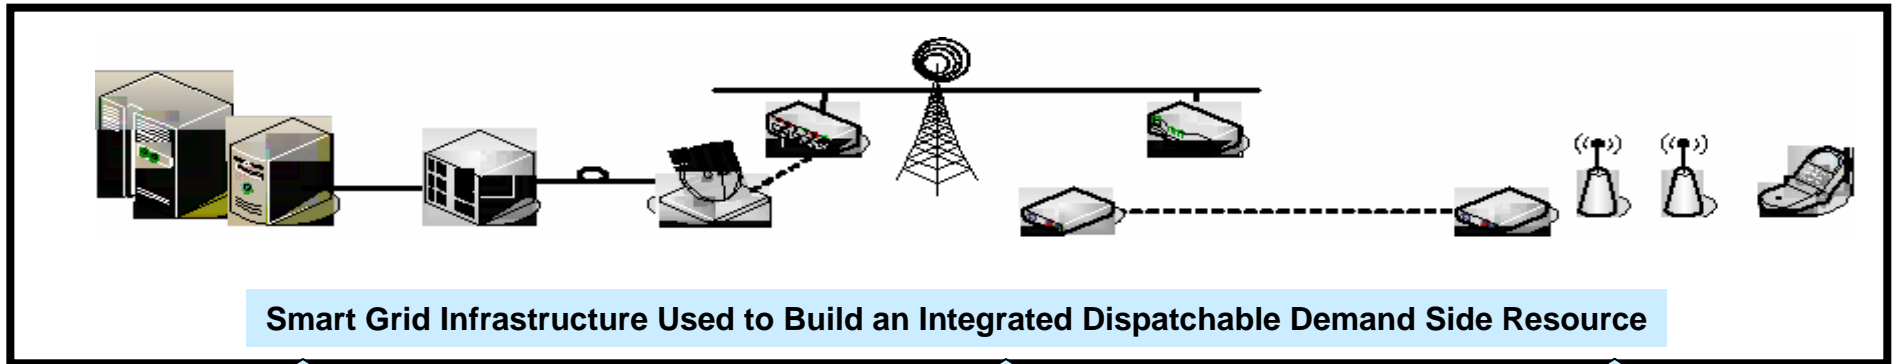 Smart Grid Infrastructure Used to Build an Integrated Dispatchable Demand Side Resource